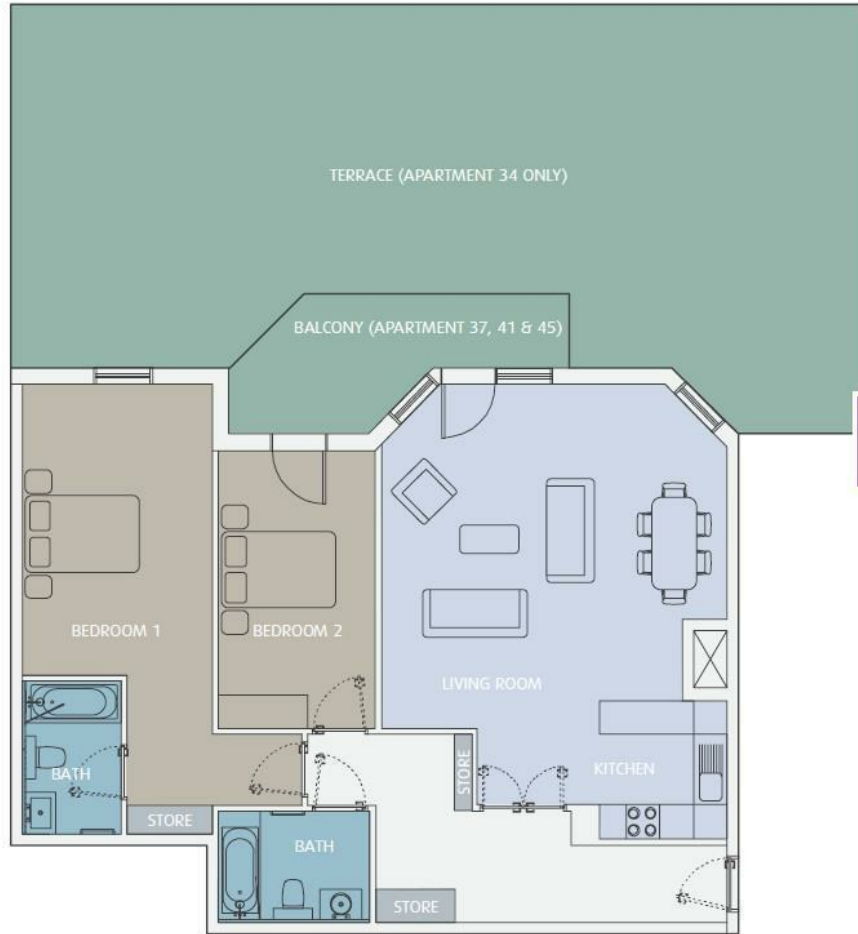 TERRACE (APARTMENT 34 ONLY)
BALCONY (APARTMENT 37, 41 & 45)
BEDROOM 1
BEDROOM 2
LIVING ROOM
BATH
STORE
KITCHEN
STORE
BATH
STORE